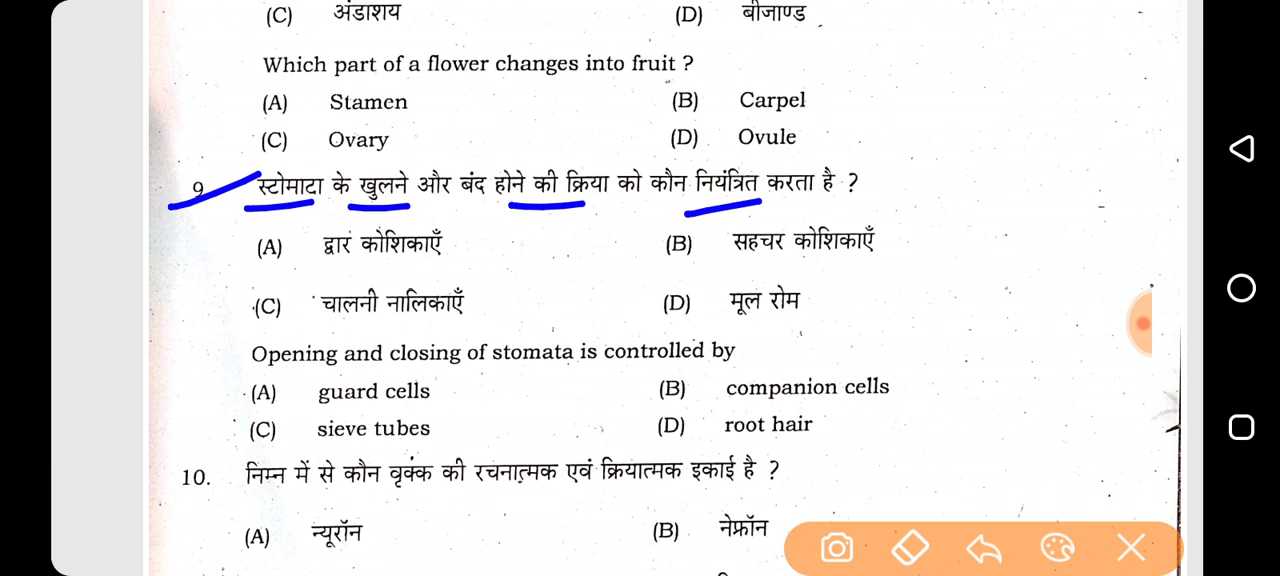 (C) अंडाशय (D) बीजाण्ड
Which part of a flower changes into fruit ?
(A) Stamen (B) Carpel
(C) Ovary (D) Ovule
9 स्टोमाटा के खुलने और बंद होने की क्रिया को कौन नियंत्रित करता है ?
(A) द्वार कोशिकाएँ (B) सहचर कोशिकाएँ
(C) चालनी नालिकाएँ (D) मूल रोम
Opening and closing of stomata is controlled by
(A) guard cells (B) companion cells
(C) sieve tubes (D) root hair
10. निम्न में से कौन वृक्क की रचनात्मक एवं क्रियात्मक इकाई है ?
(A) न्यूरॉन (B) नेफ्रॉन